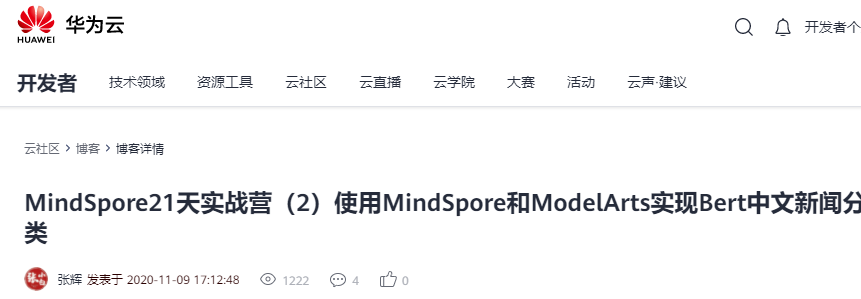 华为云
HUAWEI
开发者个
开发者 技术领域 资源工具 云社区 云直播 云学院 大赛 活动 云声·建议
云社区 > 博客 > 博客详情
MindSpore21天实战营（2）使用MindSpore和ModelArts实现Bert中文新闻分
类
张辉 发表于 2020-11-09 17:12:48 1222 4 0